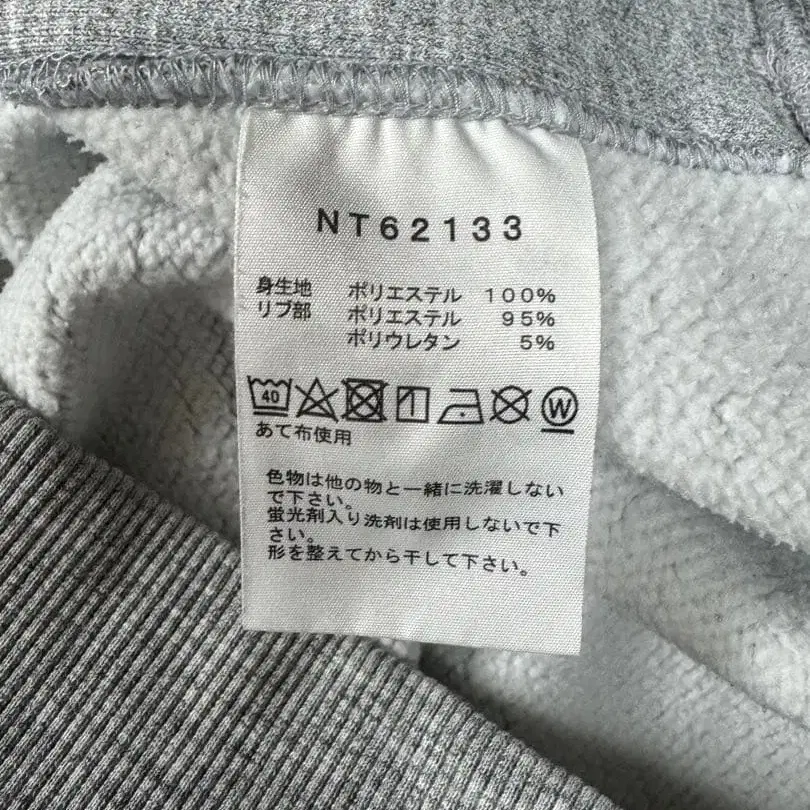 NT62133
身生地 ポリエステル 100%
リブ部 ポリエステル 95%
ポリウレタン 5%
40 W
あて布使用
色物は他の物と一緒に洗濯しない
で下さい。
蛍光剤入り洗剤は使用しないで下
さい。
形を整えてから干して下さい。